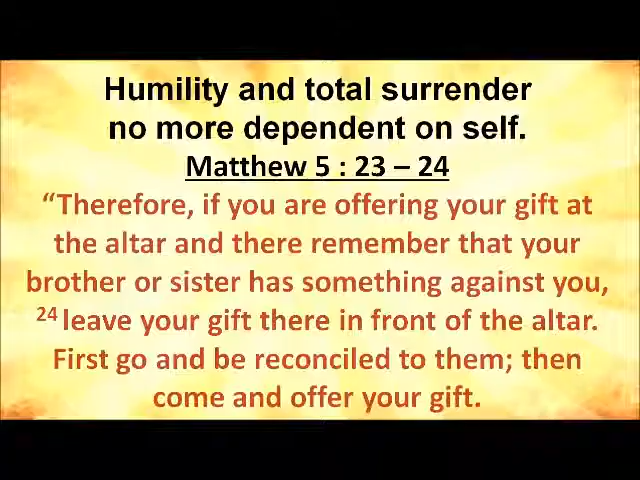 Humility and total surrender
no more dependent on self.
Matthew 5 : 23 – 24
“Therefore, if you are offering your gift at
the altar and there remember that your
brother or sister has something against you,
24 leave your gift there in front of the altar.
First go and be reconciled to them; then
come and offer your gift.